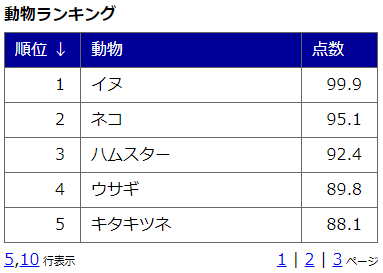 動物ランキング
順位 ↓ 動物 点数
1 イヌ 99.9
2 ネコ 95.1
3 ハムスター 92.4
4 ウサギ 89.8
5 キタキツネ 88.1
5,10 行表示 1 | 2 | 3 ページ